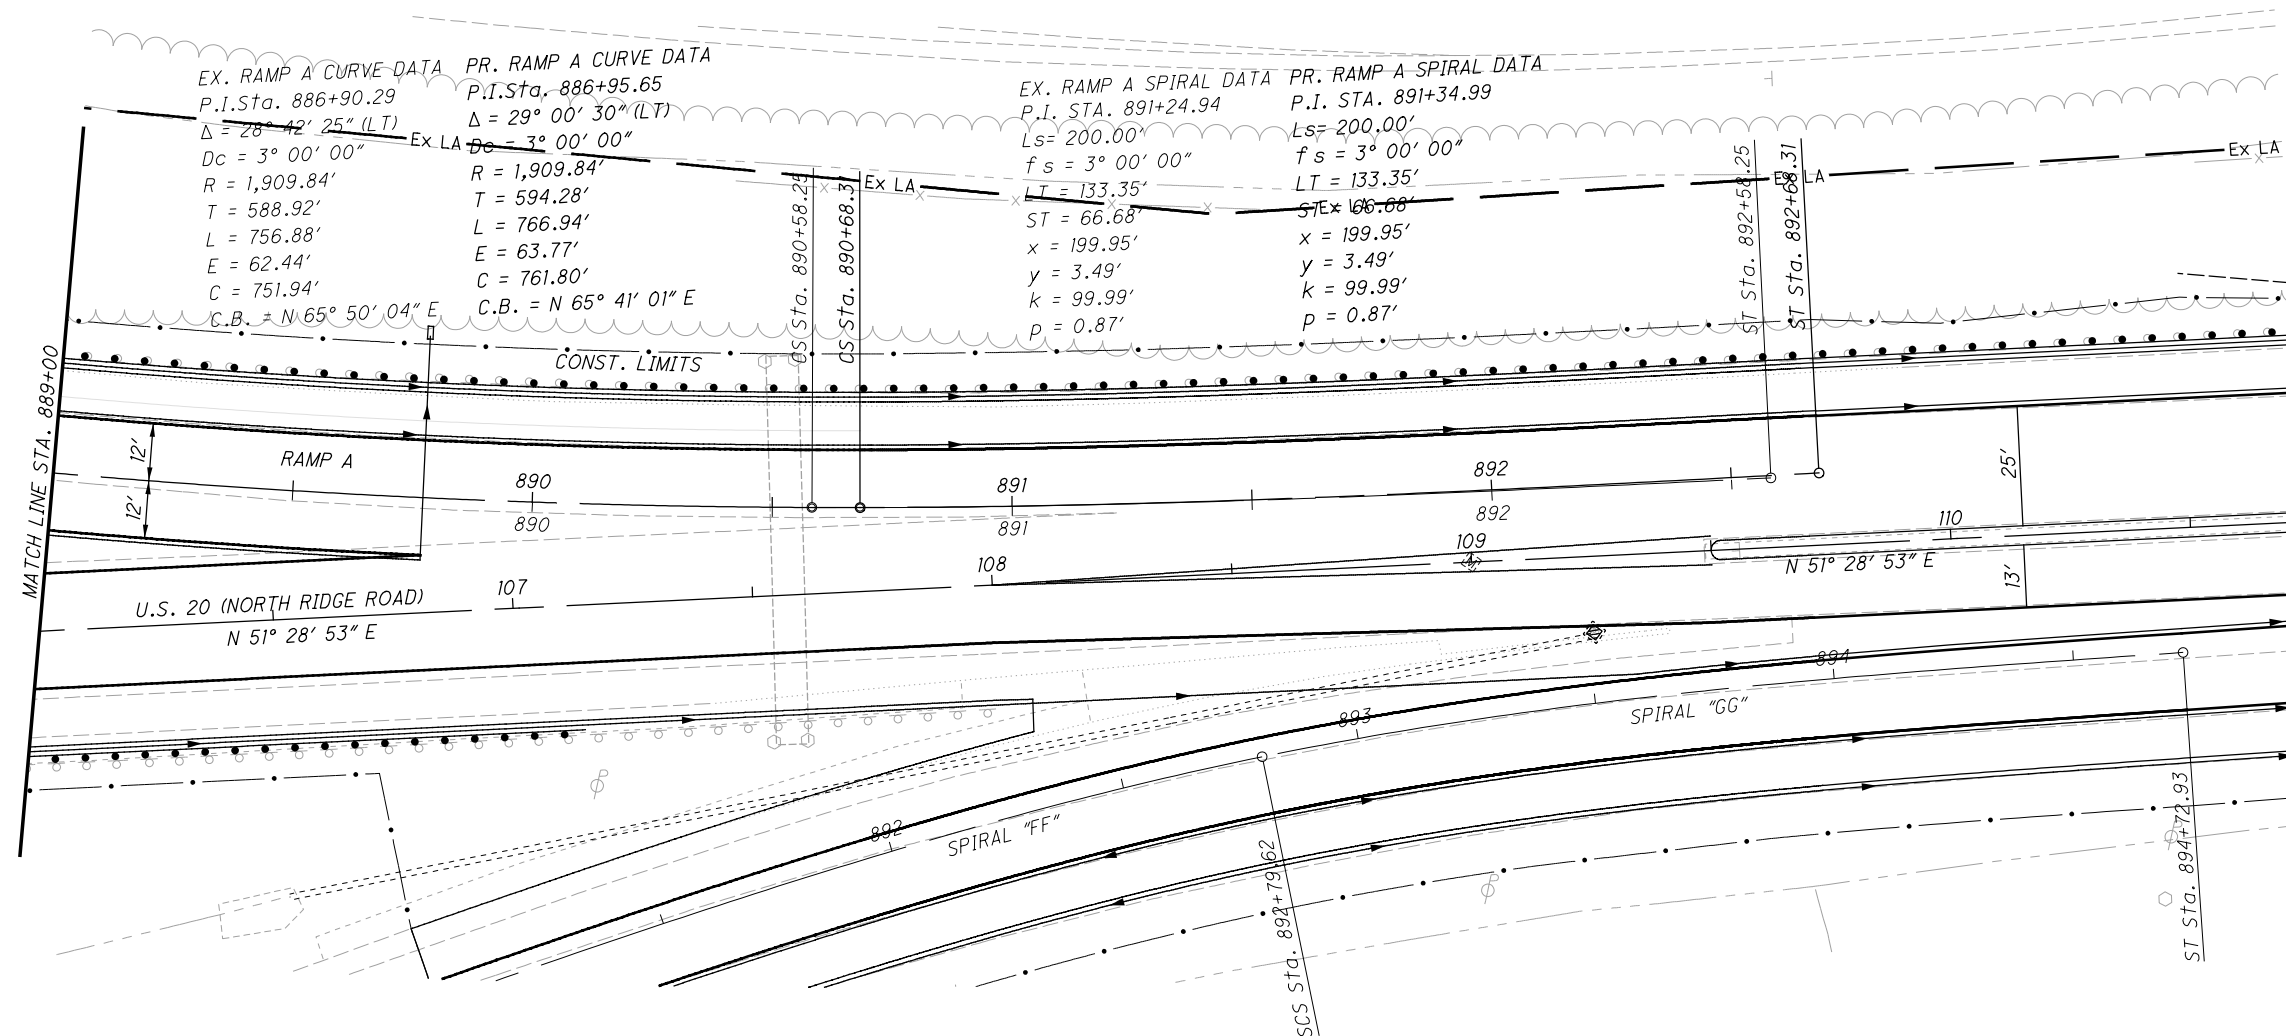 EX. RAMP A CURVE DATA
P.I.Sta. 886+90.29
Δ = 28° 42′ 25″ (LT)
Dc = 3° 00′ 00″
R = 1,909.84′
T = 588.92′
L = 756.88′
E = 62.44′
C = 751.94′
C.B. = N 65° 50′ 04″ E
PR. RAMP A CURVE DATA
P.I.Sta. 886+95.65
Δ = 29° 00′ 30″ (LT)
Dc = 3° 00′ 00″
R = 1,909.84′
T = 594.28′
L = 766.94′
E = 63.77′
C = 761.80′
C.B. = N 65° 41′ 01″ E
EX. RAMP A SPIRAL DATA
P.I. STA. 891+24.94
Ls= 200.00′
fs = 3° 00′ 00″
LT = 133.35′
ST = 66.68′
x = 199.95′
y = 3.49′
k = 99.99′
p = 0.87′
PR. RAMP A SPIRAL DATA
P.I. STA. 891+34.99
Ls= 200.00′
fs = 3° 00′ 00″
LT = 133.35′
ST = 66.68′
x = 199.95′
y = 3.49′
k = 99.99′
p = 0.87′
Ex LA
Ex LA
Ex LA
Ex LA
Ex LA
CS Sta. 890+58.25
CS Sta. 890+68.31
ST Sta. 892+58.25
ST Sta. 892+68.31
CONST. LIMITS
MATCH LINE STA. 889+00
12′
12′
RAMP A
890
890
891
891
892
892
25′
13′
107
108
109
110
U.S. 20 (NORTH RIDGE ROAD)
N 51° 28′ 53″ E
N 51° 28′ 53″ E
892
893
894
SPIRAL "FF"
SPIRAL "GG"
SCS Sta. 892+79.62
ST Sta. 894+72.93